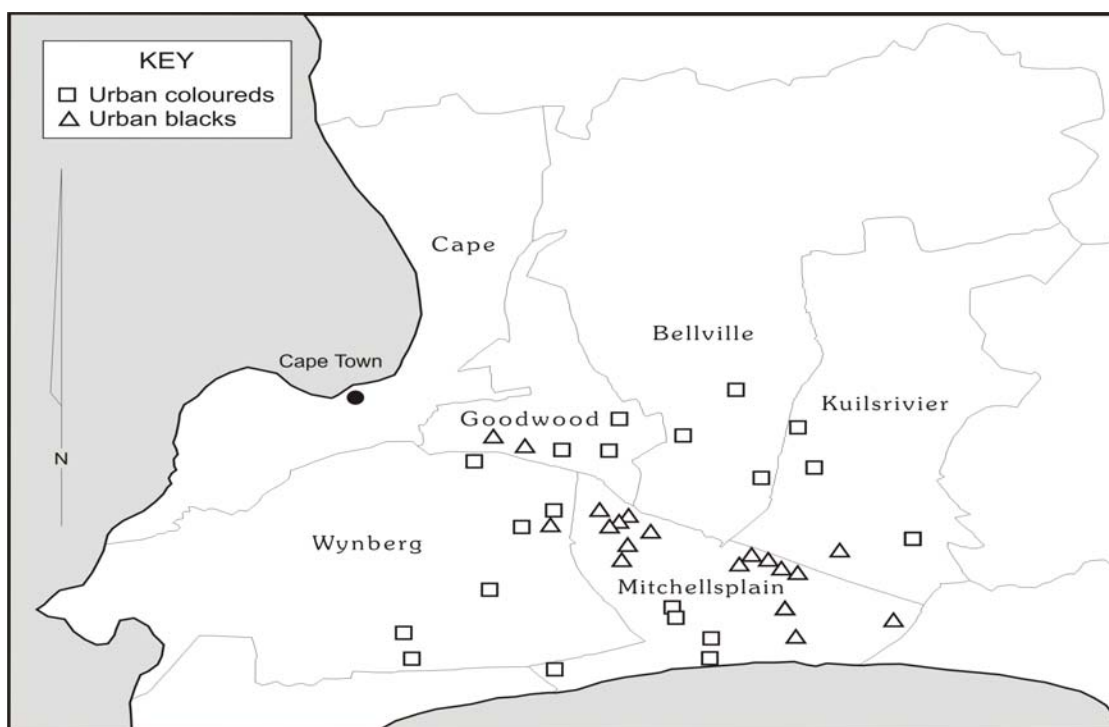 KEY
Urban coloureds
Urban blacks
Cape
Cape Town
Bellville
Kuilsrivier
Goodwood
N
Wynberg
Mitchellsplain